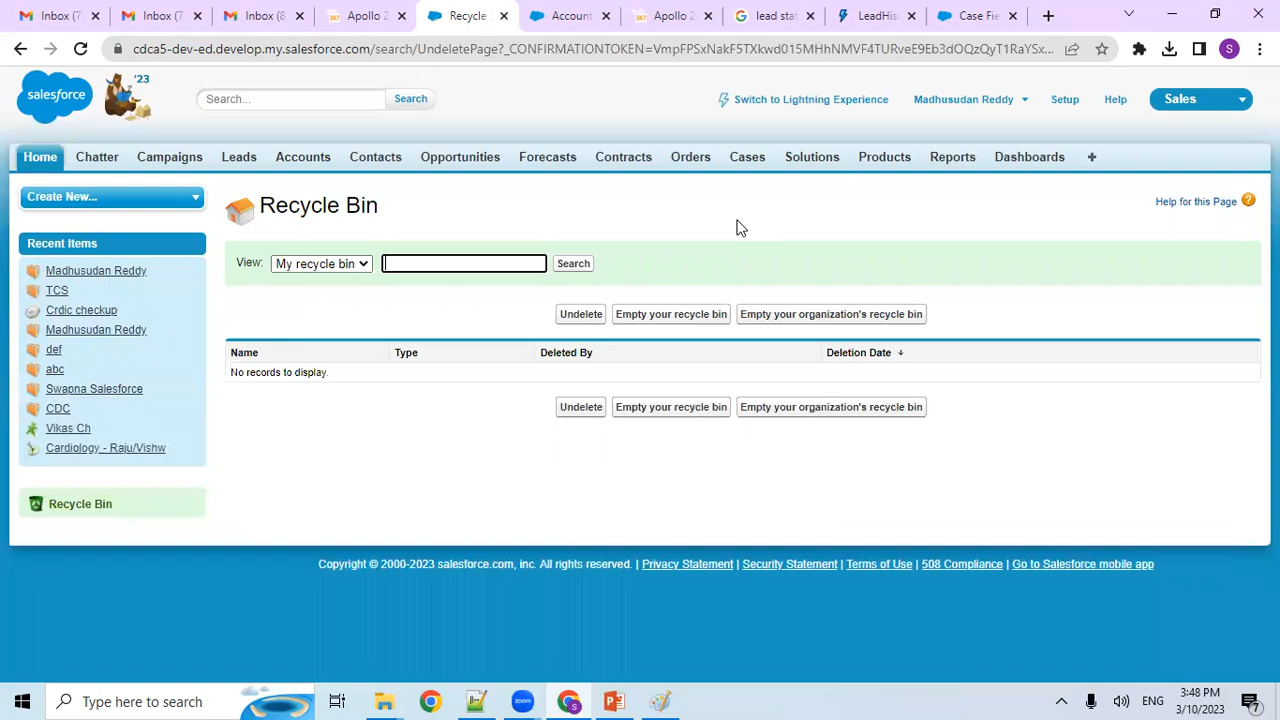 Inbox (7
Inbox (7
Inbox (8
Apollo 2
Recycle
Account
Apollo 2
lead stat
LeadHis
Case Fie
cdca5-dev-ed.develop.my.salesforce.com/search/UndeletePage?_CONFIRMATIONTOKEN=VmpFPSxNakF5TXkwd015MHhNMVF4TURveE9Eb3dOQzQyT1RaYSx...
S
salesforce
'23
Search...
Search
Switch to Lightning Experience
Madhusudan Reddy
Setup
Help
Sales
Home
Chatter
Campaigns
Leads
Accounts
Contacts
Opportunities
Forecasts
Contracts
Orders
Cases
Solutions
Products
Reports
Dashboards
+
Create New...
Recent Items
Madhusudan Reddy
TCS
Crdic checkup
Madhusudan Reddy
def
abc
Swapna Salesforce
CDC
Vikas Ch
Cardiology - Raju/Vishw
Recycle Bin
Recycle Bin
Help for this Page
View:
My recycle bin
Search
Undelete
Empty your recycle bin
Empty your organization's recycle bin
Name
Type
Deleted By
Deletion Date
No records to display.
Undelete
Empty your recycle bin
Empty your organization's recycle bin
Copyright © 2000-2023 salesforce.com, inc. All rights reserved. | Privacy Statement | Security Statement | Terms of Use | 508 Compliance | Go to Salesforce mobile app
Type here to search
zoom
S
ENG
3:48 PM
3/10/2023
7